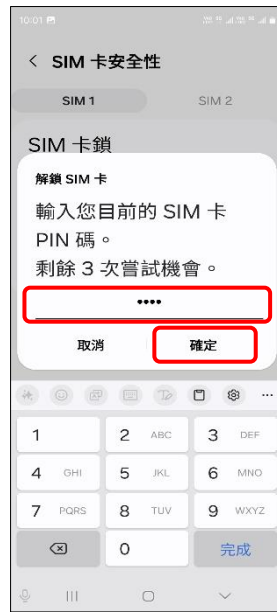 10:01
SIM 卡安全性
SIM 1 SIM 2
SIM 卡鎖
解鎖 SIM 卡
輸入您目前的 SIM 卡
PIN 碼。
剩餘 3 次嘗試機會。
••••
取消 確定
1 2 ABC 3 DEF
4 GHI 5 JKL 6 MNO
7 PQRS 8 TUV 9 WXYZ
0 完成